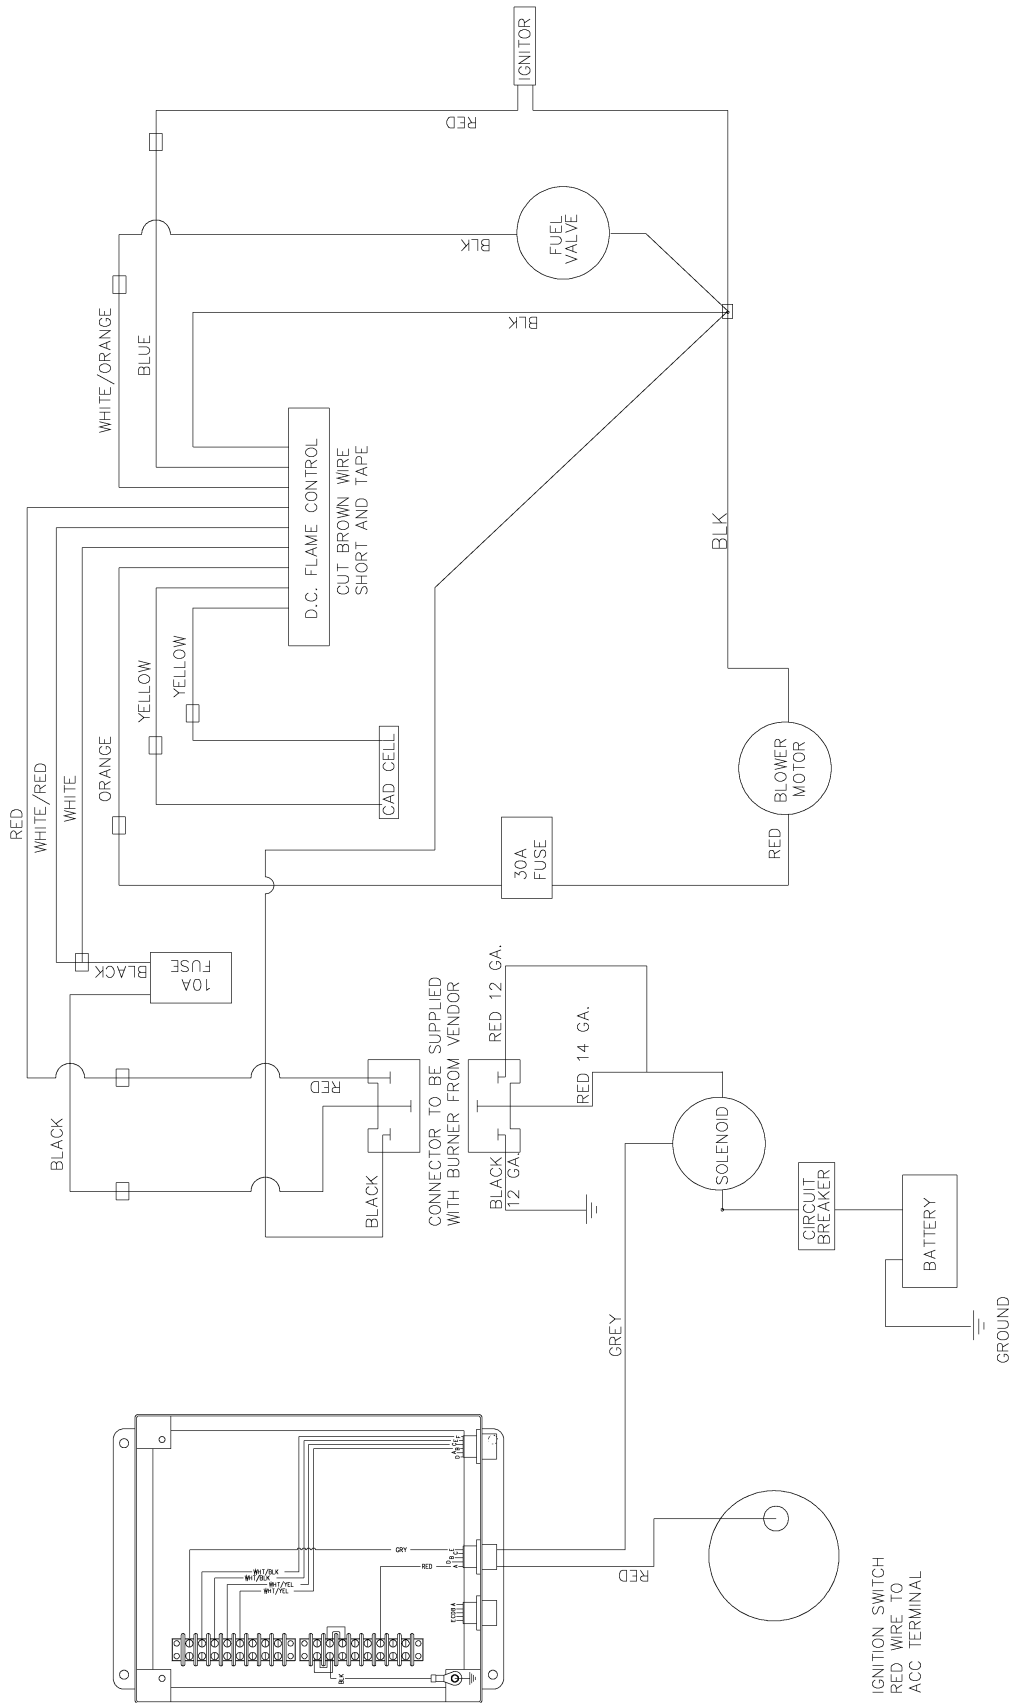 IGNITOR
RED
FUEL
VALVE
BLK
BLK
WHITE/ORANGE
BLUE
D.C. FLAME CONTROL
CUT BROWN WIRE
SHORT AND TAPE
BLK
RED
WHITE/RED
WHITE
ORANGE
YELLOW
YELLOW
CAD CELL
BLOWER
MOTOR
RED
30A
FUSE
BLACK
10A
FUSE
RED 12 GA.
RED 14 GA.
CONNECTOR TO BE SUPPLIED
WITH BURNER FROM VENDOR
RED
BLACK
BLACK
BLACK
12 GA.
SOLENOID
CIRCUIT
BREAKER
BATTERY
GROUND
GREY
GRY
RED
WHT/BLK
WHT/BLK
WHT/YEL
WHT/YEL
BLK
RED
IGNITION SWITCH
RED WIRE TO
ACC TERMINAL